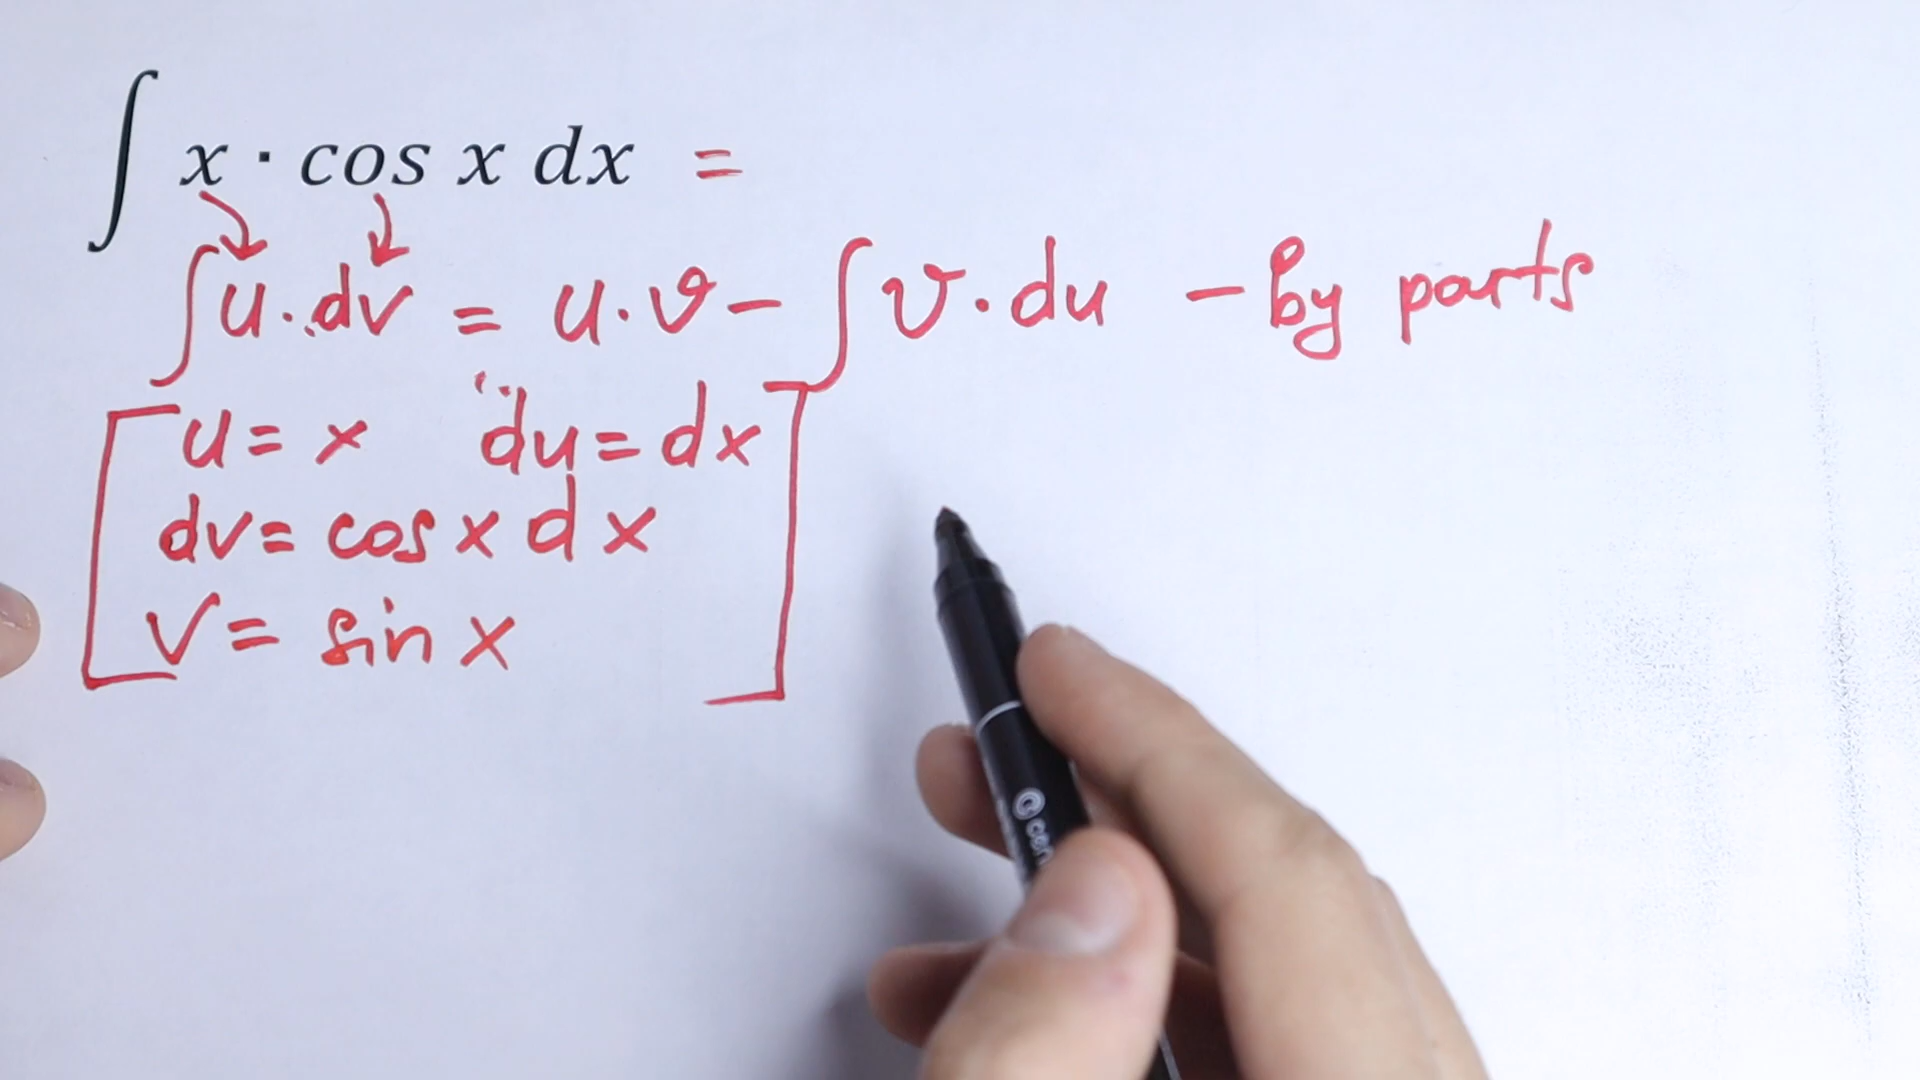 ∫ x · cos x dx =
∫ u · dv = u · v − ∫ v · du − by parts
u = x du = dx
dv = cos x dx
v = sin x